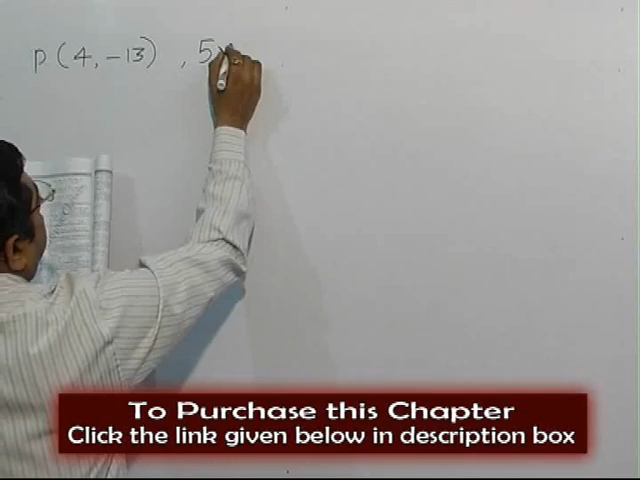 p(4, -13) , 5x
To Purchase this Chapter
Click the link given below in description box